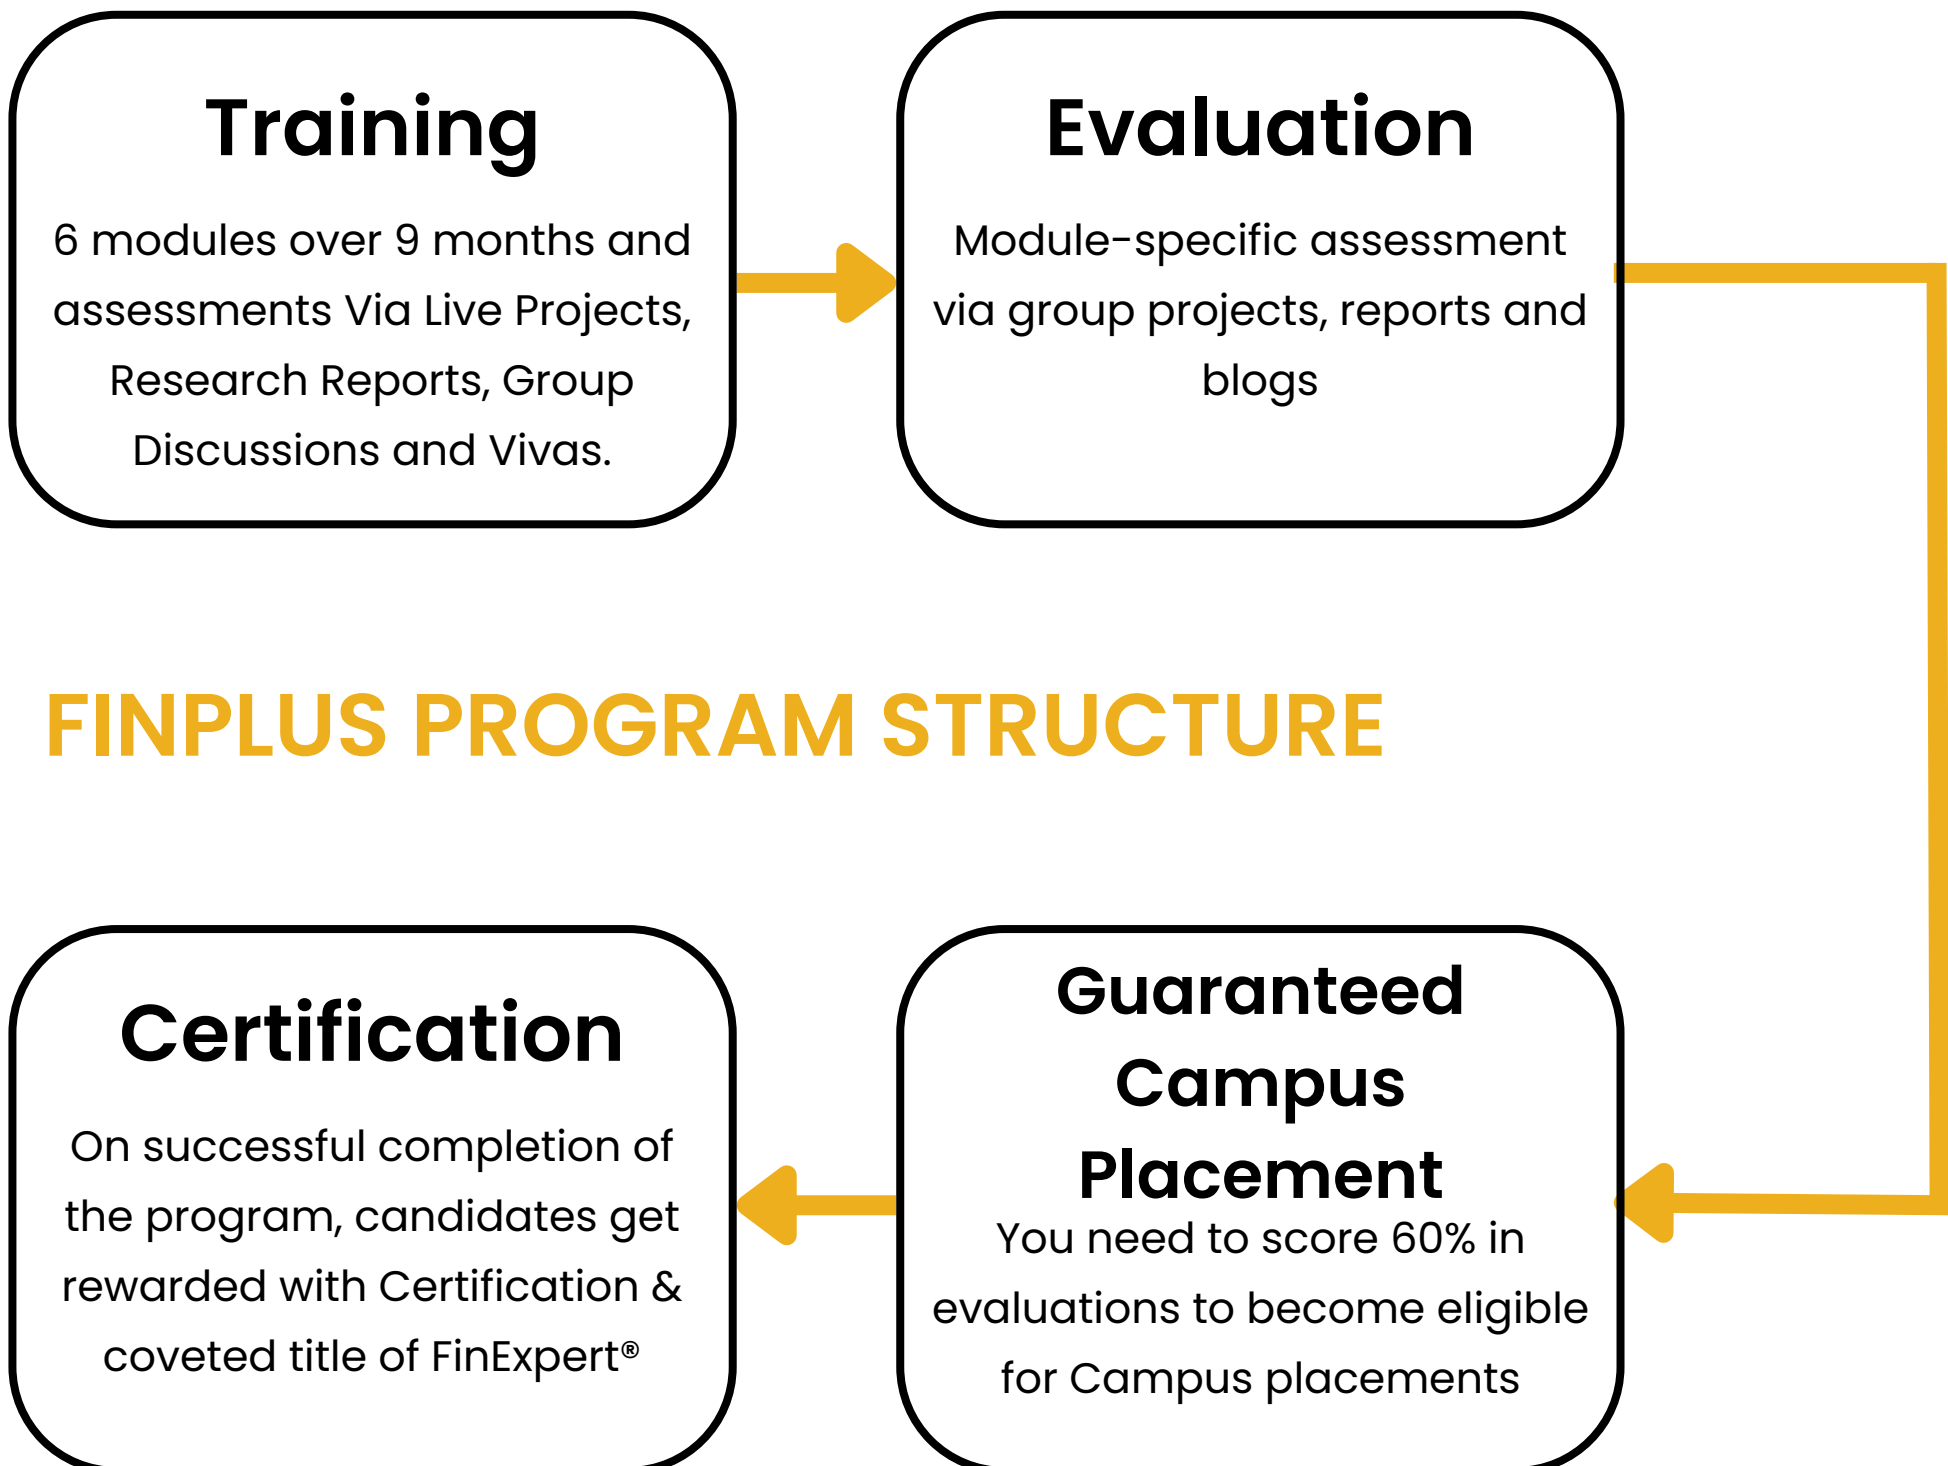 Training
6 modules over 9 months and
assessments Via Live Projects,
Research Reports, Group
Discussions and Vivas.
Evaluation
Module-specific assessment
via group projects, reports and
blogs
FINPLUS PROGRAM STRUCTURE
Certification
On successful completion of
the program, candidates get
rewarded with Certification &
coveted title of FinExpert®
Guaranteed
Campus
Placement
You need to score 60% in
evaluations to become eligible
for Campus placements